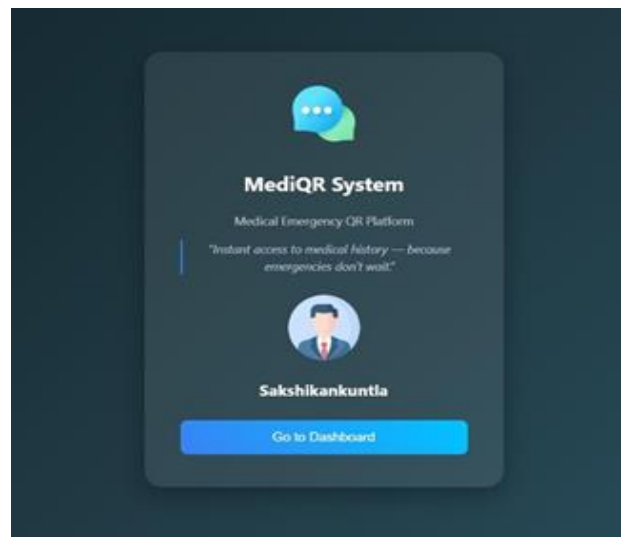 MediQR System
Medical Emergency QR Platform
"Instant access to medical history — because
emergencies don't wait."
Sakshikankuntla
Go to Dashboard